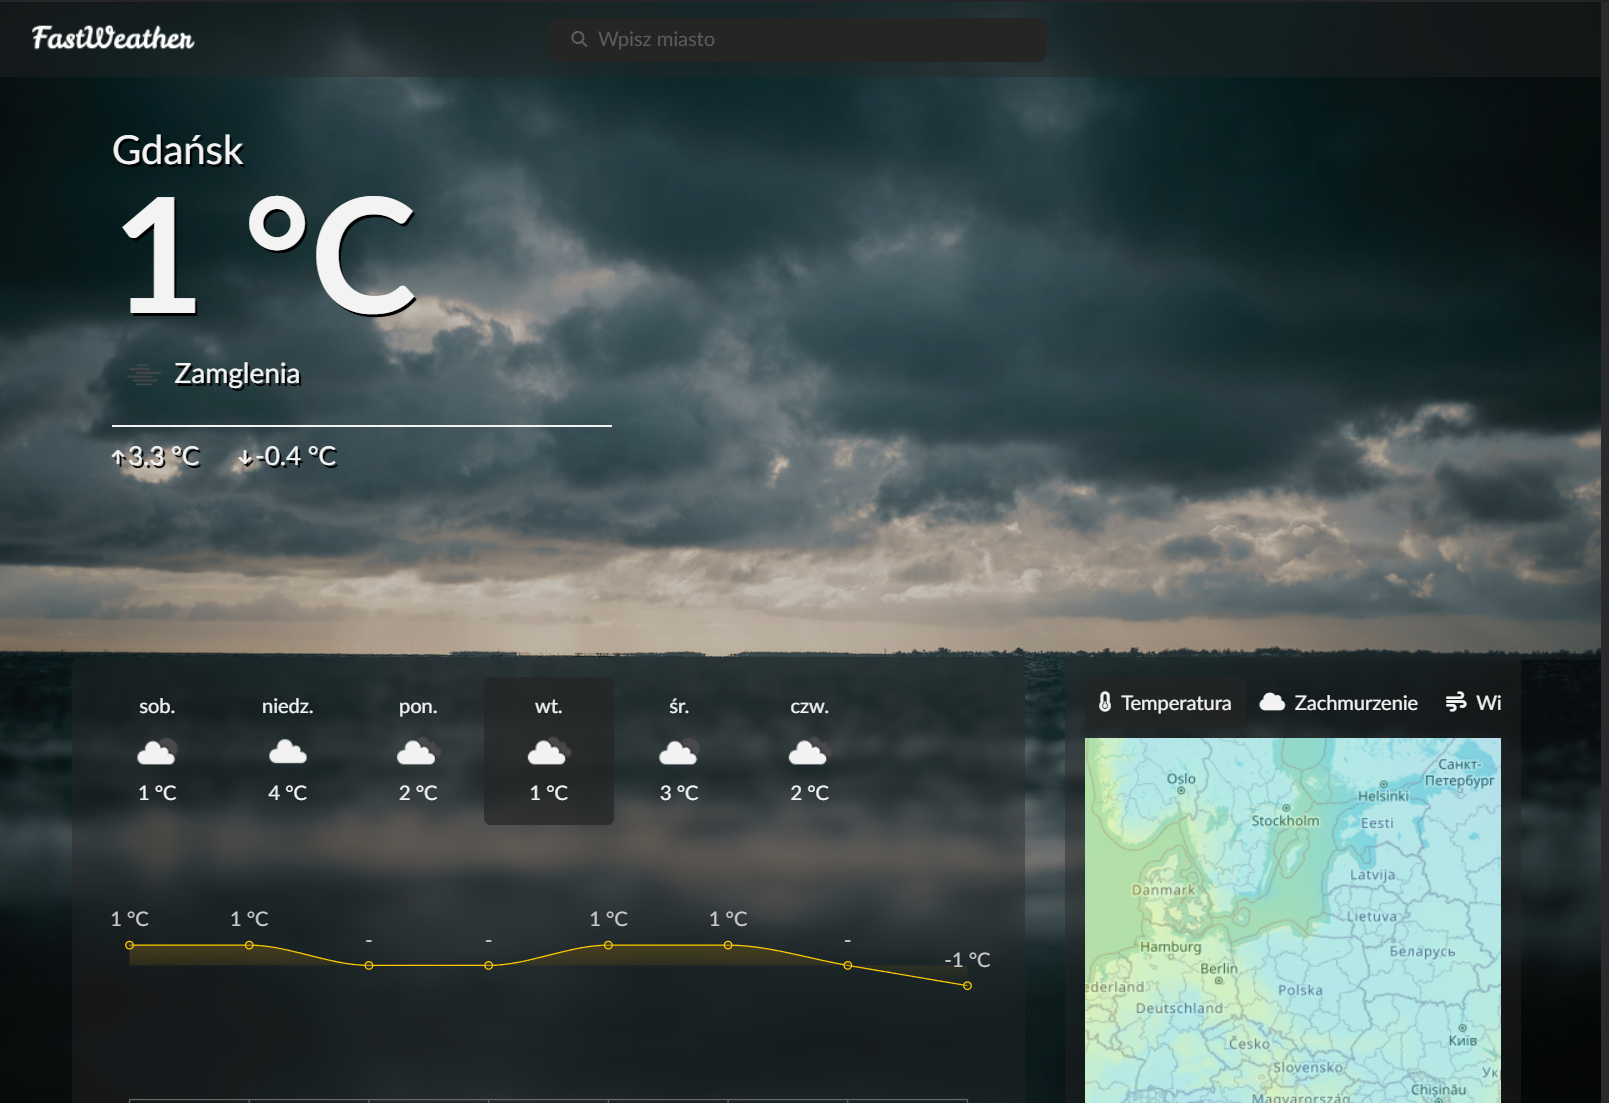 FastWeather
Wpisz miasto
Gdańsk
1 °C
Zamglenia
↑3.3 °C ↓-0.4 °C
sob. niedz. pon. wt. śr. czw.
1 °C 4 °C 2 °C 1 °C 3 °C 2 °C
1 °C 1 °C - - 1 °C 1 °C - -1 °C
Temperatura Zachmurzenie Wi
Oslo
Санкт-
Петербург
Helsinki
Stockholm
Eesti
Latvija
Danmark
Lietuva
Hamburg
Беларусь
Berlin
ederland
Polska
Deutschland
Česko
Київ
Slovensko
Ук
Chișinău
Magyarország